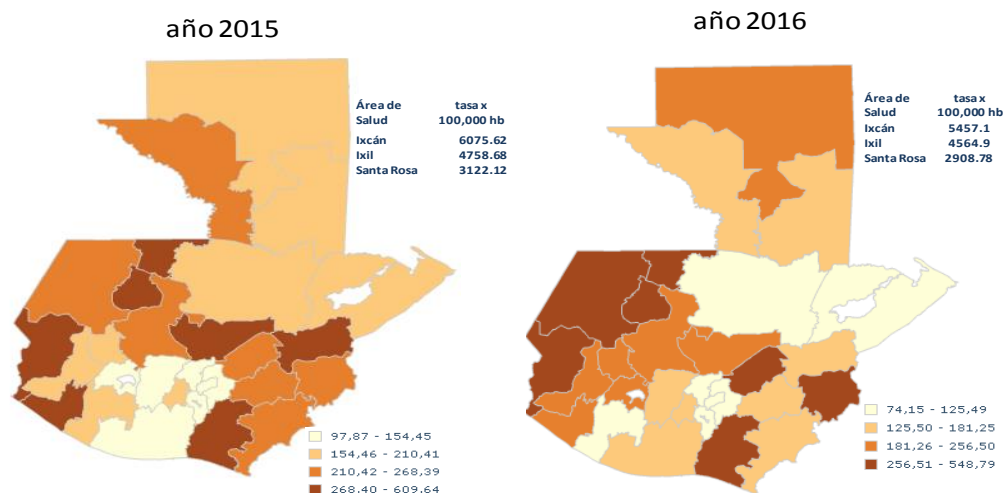 año 2015
Área de Salud tasa x 100,000 hb
Ixcán 6075.62
Ixil 4758.68
Santa Rosa 3122.12
97,87 - 154,45
154,46 - 210,41
210,42 - 268,39
268,40 - 609,64
año 2016
Área de Salud tasa x 100,000 hb
Ixcán 5457.1
Ixil 4564.9
Santa Rosa 2908.78
74,15 - 125,49
125,50 - 181,25
181,26 - 256,50
256,51 - 548,79